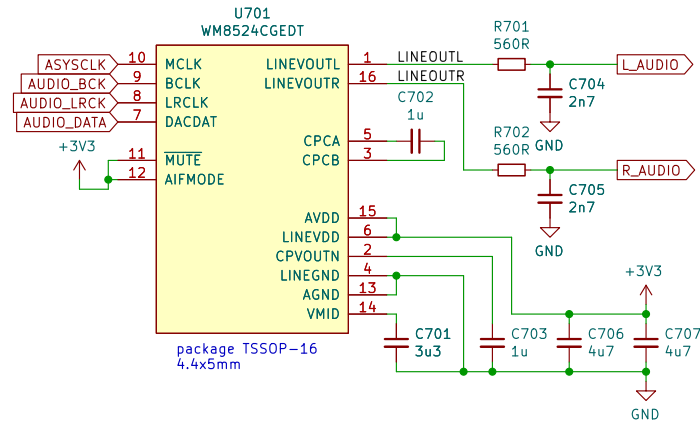 U701
WM8524CGEDT
ASYSCLK 10 MCLK LINEVOUTL 1 LINEOUTL R701 560R L_AUDIO
AUDIO_BCK 9 BCLK LINEVOUTR 16 LINEOUTR C704 2n7
AUDIO_LRCK 8 LRCLK C702 1u
AUDIO_DATA 7 DACDAT GND
+3V3 CPCA 5 R702 560R
11 MUTE CPCB 3 R_AUDIO
12 AIFMODE C705 2n7
AVDD 15
LINEVDD 6 GND
CPVOUTN 2
LINEGND 4 +3V3
AGND 13
VMID 14
C701 3u3 C703 1u C706 4u7 C707 4u7
package TSSOP-16
4.4x5mm
GND